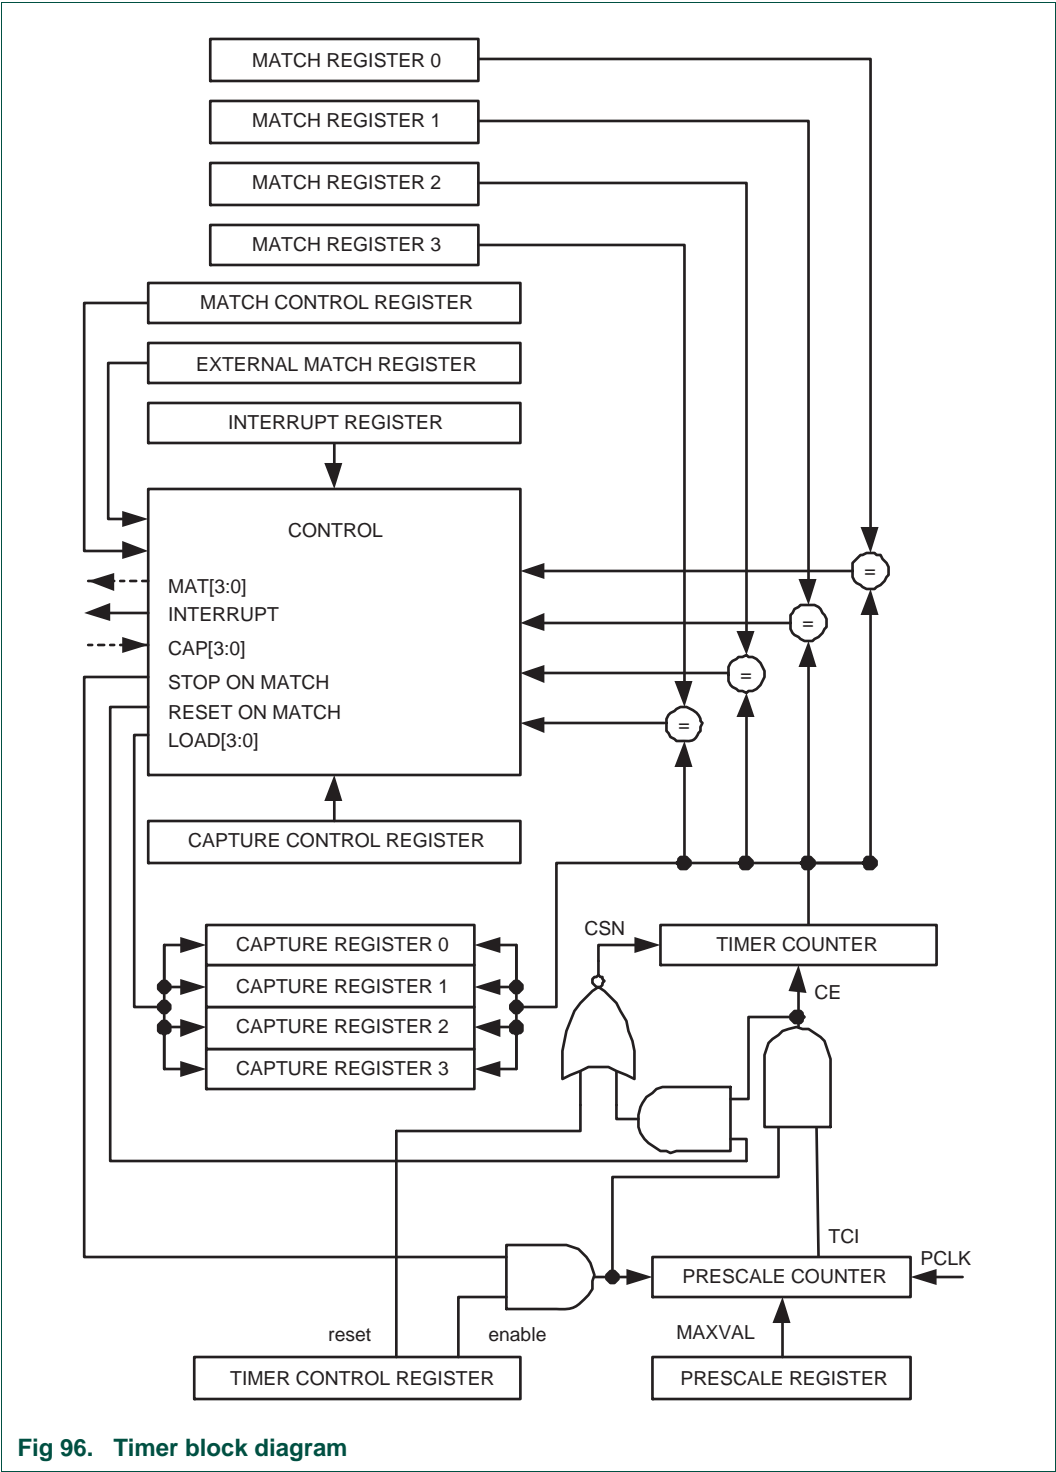 MATCH REGISTER 0
MATCH REGISTER 1
MATCH REGISTER 2
MATCH REGISTER 3
MATCH CONTROL REGISTER
EXTERNAL MATCH REGISTER
INTERRUPT REGISTER
CONTROL
=
=
=
=
MAT[3:0]
INTERRUPT
CAP[3:0]
STOP ON MATCH
RESET ON MATCH
LOAD[3:0]
CAPTURE CONTROL REGISTER
CSN
TIMER COUNTER
CE
CAPTURE REGISTER 0
CAPTURE REGISTER 1
CAPTURE REGISTER 2
CAPTURE REGISTER 3
TCI
PCLK
PRESCALE COUNTER
reset
enable
MAXVAL
TIMER CONTROL REGISTER
PRESCALE REGISTER
Fig 96. Timer block diagram